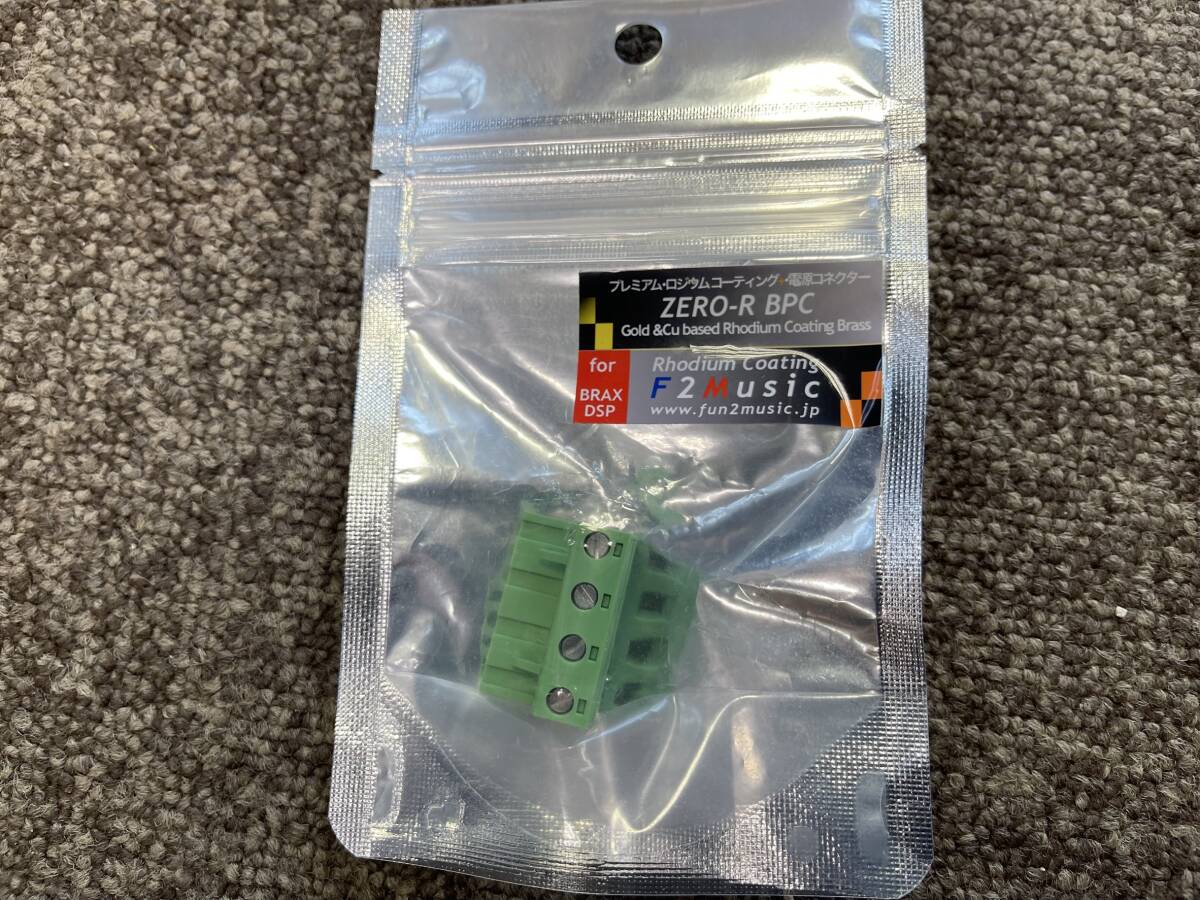 プレミアム・ロジウムコーティング・電源コネクター
ZERO-R BPC
Gold &Cu based Rhodium Coating Brass
for
BRAX
DSP
Rhodium Coating
F2Music
www.fun2music.jp